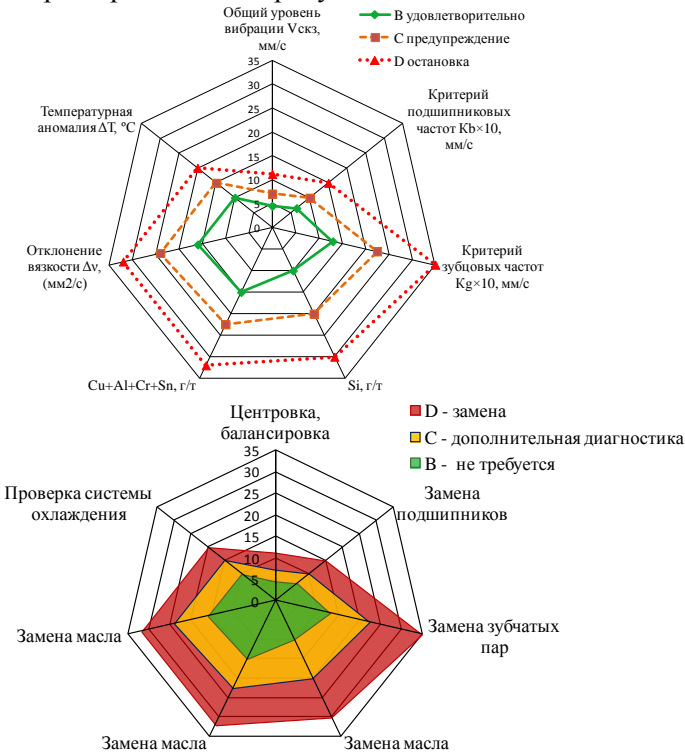 Общий уровень
вибрации Vскз,
мм/с
В удовлетворительно
С предупреждение
D остановка
Критерий
подшипниковых
частот Kb×10,
мм/с
Температурная
аномалия ΔT, ºС
35
30
25
20
15
10
5
0
Отклонение
вязкости Δν,
(мм2/с)
Критерий
зубцовых частот
Kg×10, мм/с
Cu+Al+Cr+Sn, г/т
Si, г/т
Центровка,
балансировка
D - замена
С - дополнительная диагностика
В - не требуется
Проверка системы
охлаждения
Замена
подшипников
35
30
25
20
15
10
5
0
Замена масла
Замена зубчатых
пар
Замена масла
Замена масла